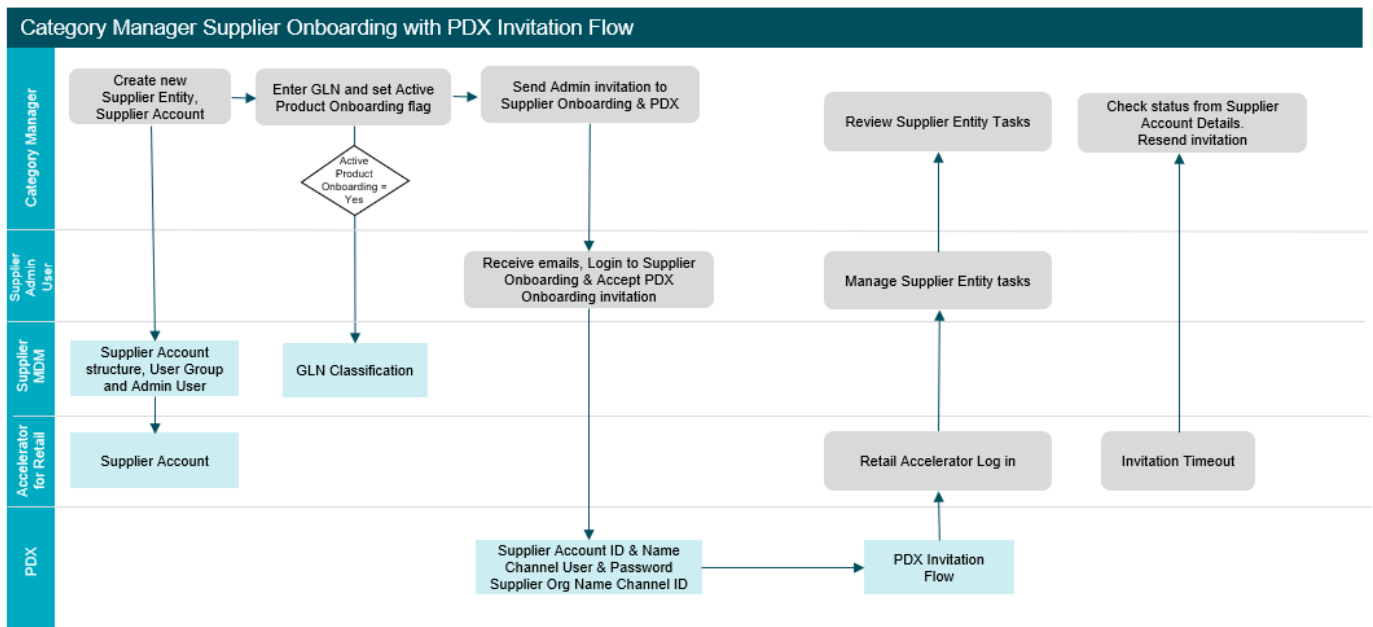 Category Manager Supplier Onboarding with PDX Invitation Flow
Category Manager
Create new
Supplier Entity,
Supplier Account
Enter GLN and set Active
Product Onboarding flag
Send Admin invitation to
Supplier Onboarding & PDX
Review Supplier Entity Tasks
Check status from Supplier
Account Details.
Resend invitation
Active
Product
Onboarding =
Yes
Supplier
Admin
User
Receive emails, Login to Supplier
Onboarding & Accept PDX
Onboarding invitation
Manage Supplier Entity tasks
Supplier
MDM
Supplier Account
structure, User Group
and Admin User
GLN Classification
Accelerator
for Retail
Supplier Account
Retail Accelerator Log in
Invitation Timeout
PDX
Supplier Account ID & Name
Channel User & Password
Supplier Org Name Channel ID
PDX Invitation
Flow